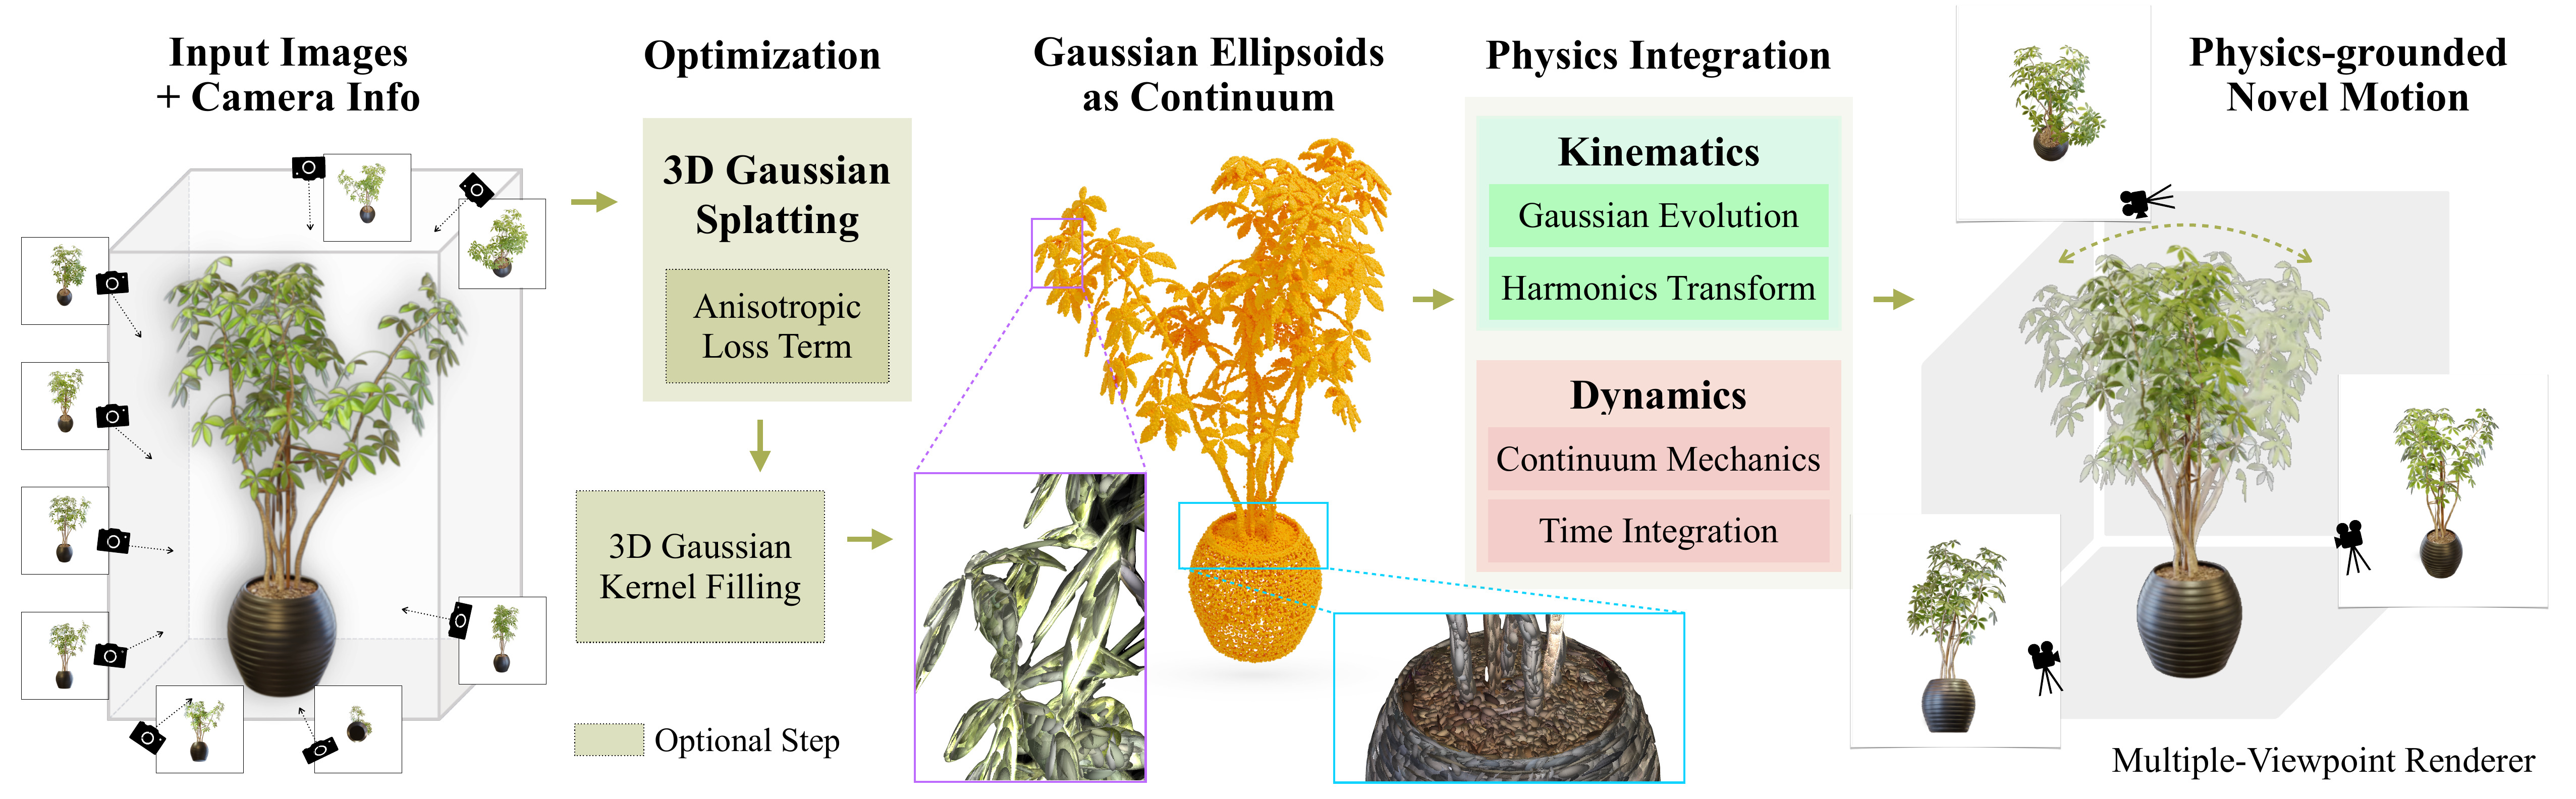 Input Images
+ Camera Info
Optimization
3D Gaussian
Splatting
Anisotropic
Loss Term
3D Gaussian
Kernel Filling
Optional Step
Gaussian Ellipsoids
as Continuum
Physics Integration
Kinematics
Gaussian Evolution
Harmonics Transform
Dynamics
Continuum Mechanics
Time Integration
Physics-grounded
Novel Motion
Multiple-Viewpoint Renderer